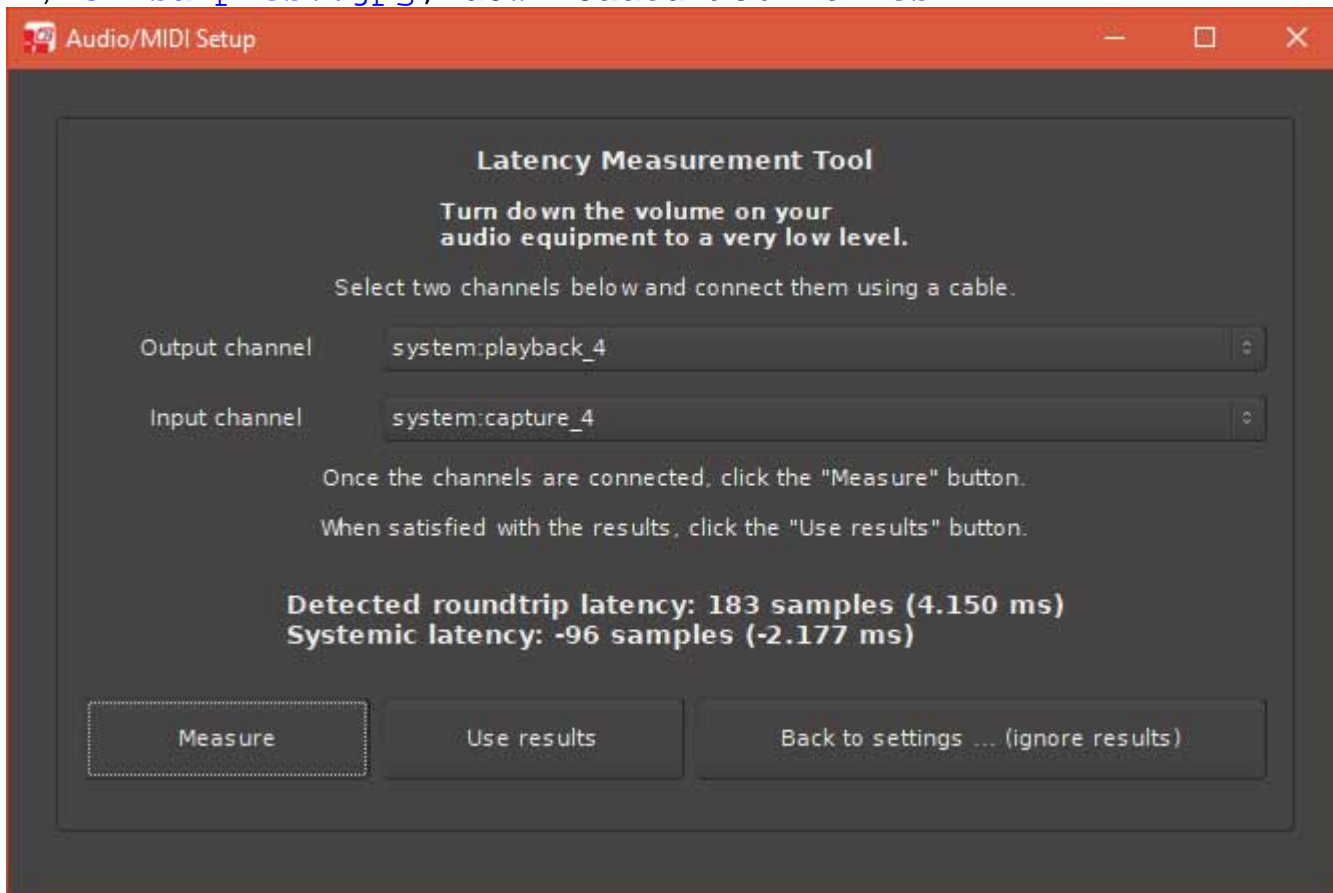 Audio/MIDI Setup
Latency Measurement Tool
Turn down the volume on your
audio equipment to a very low level.
Select two channels below and connect them using a cable.
Output channel system:playback_4
Input channel system:capture_4
Once the channels are connected, click the "Measure" button.
When satisfied with the results, click the "Use results" button.
Detected roundtrip latency: 183 samples (4.150 ms)
Systemic latency: -96 samples (-2.177 ms)
Measure Use results Back to settings ... (ignore results)